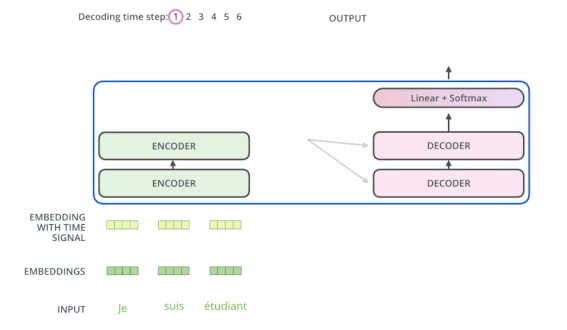 Decoding time step: 1 2 3 4 5 6
OUTPUT
Linear + Softmax
ENCODER
DECODER
ENCODER
DECODER
EMBEDDING
WITH TIME
SIGNAL
EMBEDDINGS
INPUT
Je
suis
étudiant